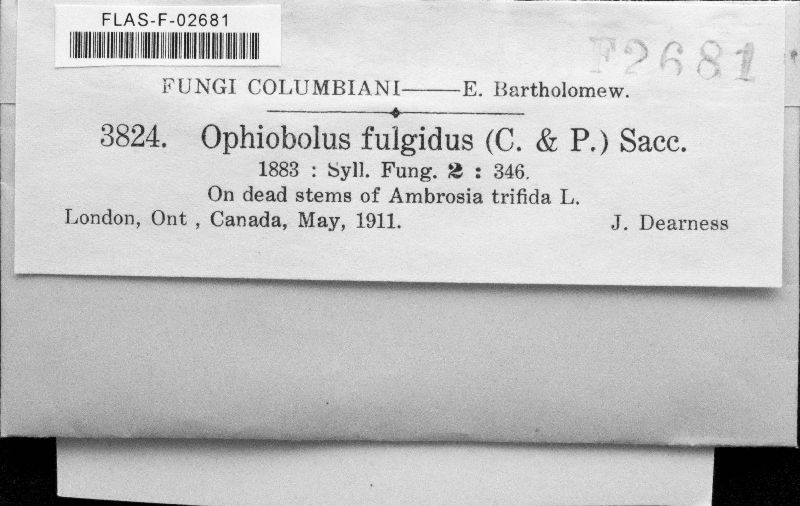 FLAS-F-02681
F2681
FUNGI COLUMBIANI——E. Bartholomew.
3824. Ophiobolus fulgidus (C. & P.) Sacc.
1883 : Syll. Fung. 2 : 346.
On dead stems of Ambrosia trifida L.
London, Ont , Canada, May, 1911. J. Dearness